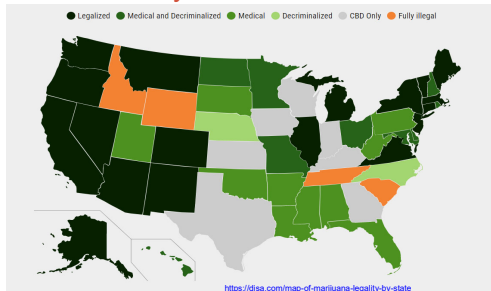 Legalized Medical and Decriminalized Medical Decriminalized CBD Only Fully illegal
https://disa.com/map-of-marijuana-legality-by-state